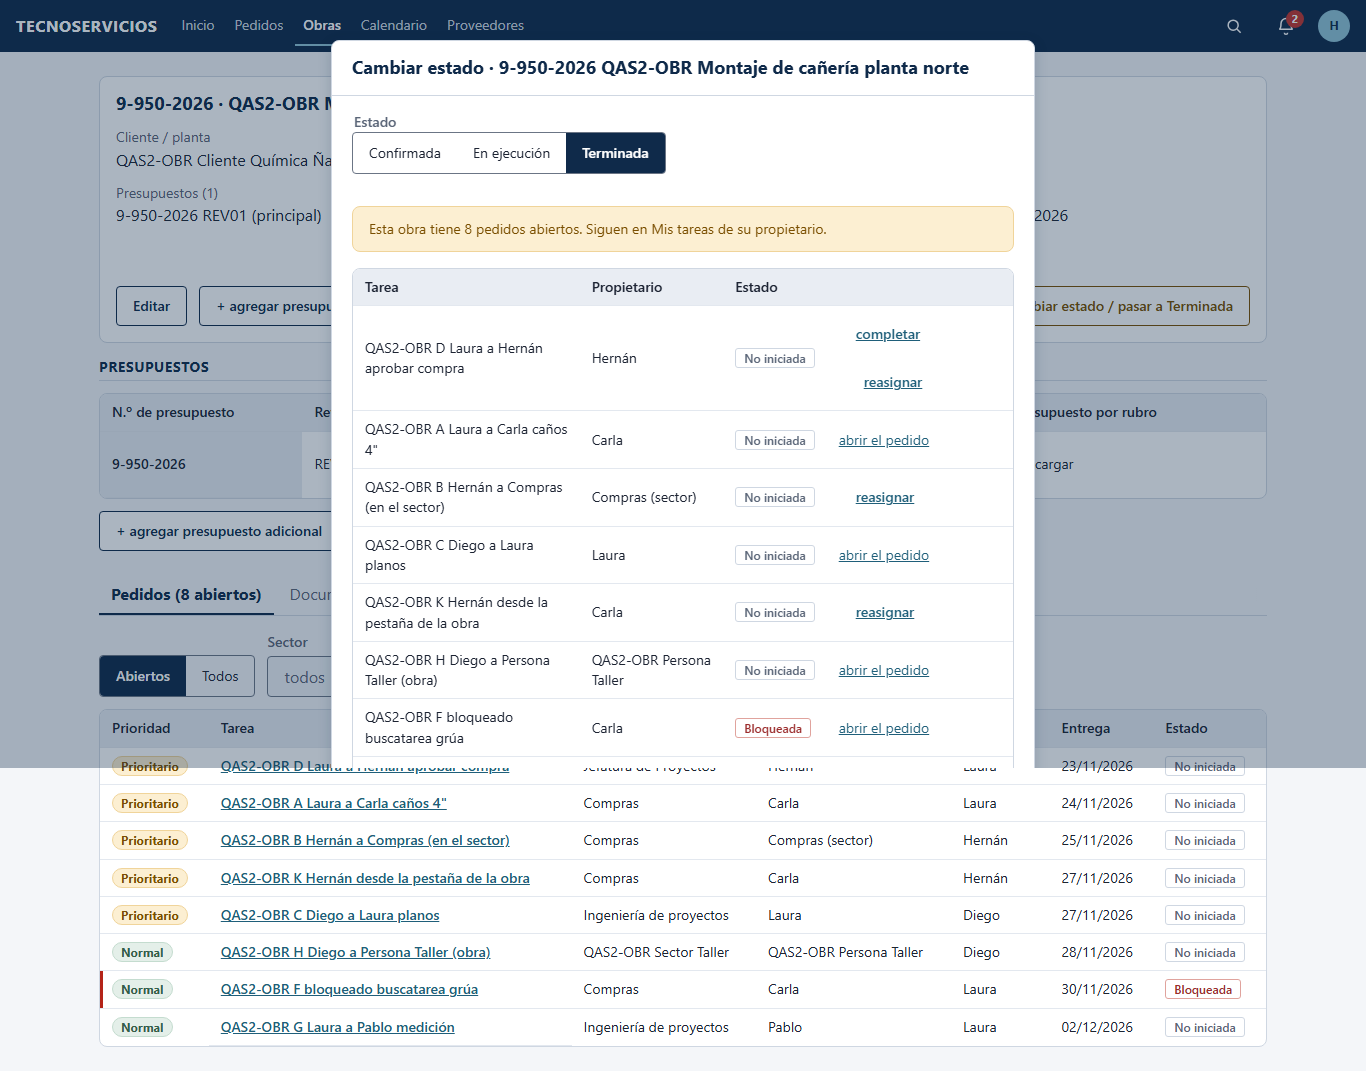 TECNOSERVICIOS Inicio Pedidos Obras Calendario Proveedores 2 H
Cambiar estado · 9-950-2026 QAS2-OBR Montaje de cañería planta norte
9-950-2026 · QAS2-OBR
Cliente / planta
QAS2-OBR Cliente Química Ña
Presupuestos (1)
9-950-2026 REV01 (principal)
2026
Editar
+ agregar presupu
biar estado / pasar a Terminada
Estado
Confirmada En ejecución Terminada
Esta obra tiene 8 pedidos abiertos. Siguen en Mis tareas de su propietario.
Tarea Propietario Estado
QAS2-OBR D Laura a Hernán aprobar compra Hernán No iniciada completar reasignar
QAS2-OBR A Laura a Carla caños 4" Carla No iniciada abrir el pedido
QAS2-OBR B Hernán a Compras (en el sector) Compras (sector) No iniciada reasignar
QAS2-OBR C Diego a Laura planos Laura No iniciada abrir el pedido
QAS2-OBR K Hernán desde la pestaña de la obra Carla No iniciada reasignar
QAS2-OBR H Diego a Persona Taller (obra) QAS2-OBR Persona Taller No iniciada abrir el pedido
QAS2-OBR F bloqueado buscatarea grúa Carla Bloqueada abrir el pedido
PRESUPUESTOS
N.º de presupuesto Re supuesto por rubro
9-950-2026 RE cargar
+ agregar presupuesto adicional
Pedidos (8 abiertos) Docu
Sector
Abiertos Todos todos
Prioridad Tarea Entrega Estado
Prioritario QAS2-OBR D Laura a Hernán aprobar compra Jefatura de Proyectos Hernán Laura 23/11/2026 No iniciada
Prioritario QAS2-OBR A Laura a Carla caños 4" Compras Carla Laura 24/11/2026 No iniciada
Prioritario QAS2-OBR B Hernán a Compras (en el sector) Compras Compras (sector) Hernán 25/11/2026 No iniciada
Prioritario QAS2-OBR K Hernán desde la pestaña de la obra Compras Carla Hernán 27/11/2026 No iniciada
Prioritario QAS2-OBR C Diego a Laura planos Ingeniería de proyectos Laura Diego 27/11/2026 No iniciada
Normal QAS2-OBR H Diego a Persona Taller (obra) QAS2-OBR Sector Taller QAS2-OBR Persona Taller Diego 28/11/2026 No iniciada
Normal QAS2-OBR F bloqueado buscatarea grúa Compras Carla Laura 30/11/2026 Bloqueada
Normal QAS2-OBR G Laura a Pablo medición Ingeniería de proyectos Pablo Laura 02/12/2026 No iniciada